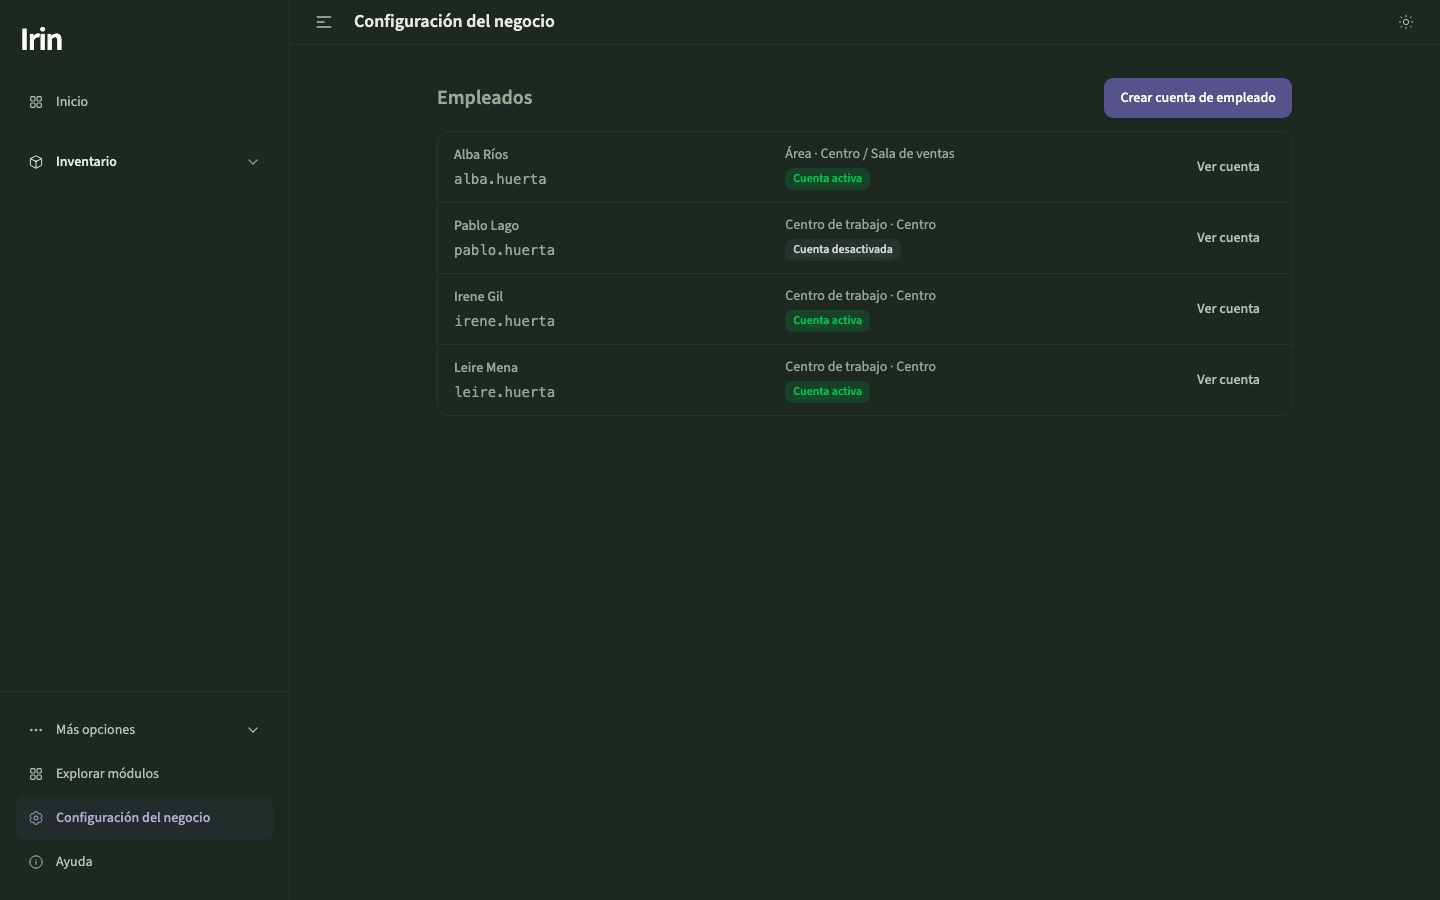 Irin
Inicio
Inventario
Más opciones
Explorar módulos
Configuración del negocio
Ayuda
Configuración del negocio
Empleados
Crear cuenta de empleado
Alba Ríos
alba.huerta
Área · Centro / Sala de ventas
Cuenta activa
Ver cuenta
Pablo Lago
pablo.huerta
Centro de trabajo · Centro
Cuenta desactivada
Ver cuenta
Irene Gil
irene.huerta
Centro de trabajo · Centro
Cuenta activa
Ver cuenta
Leire Mena
leire.huerta
Centro de trabajo · Centro
Cuenta activa
Ver cuenta